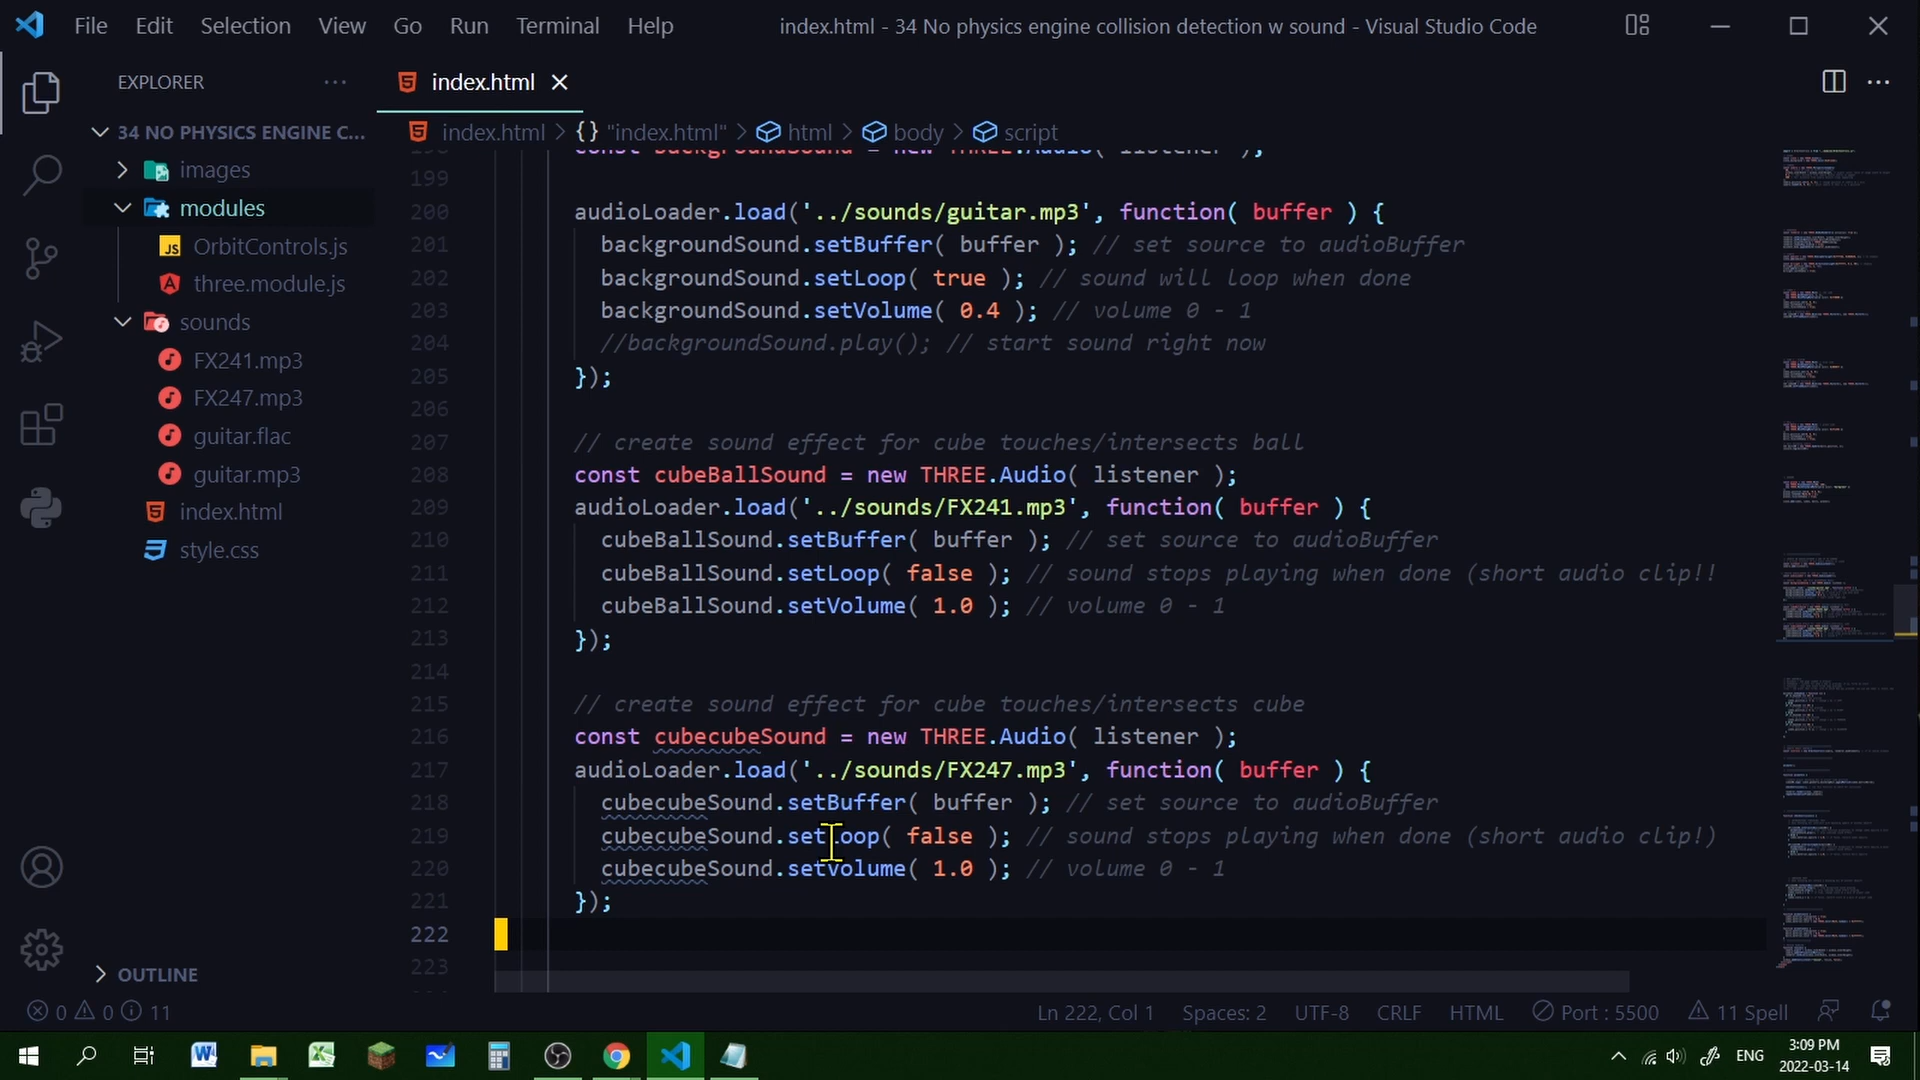 File Edit Selection View Go Run Terminal Help
index.html - 34 No physics engine collision detection w sound - Visual Studio Code
EXPLORER
index.html
34 NO PHYSICS ENGINE C...
index.html > {} "index.html" > html > body > script
images
modules
OrbitControls.js
three.module.js
sounds
FX241.mp3
FX247.mp3
guitar.flac
guitar.mp3
index.html
style.css
OUTLINE
const backgroundSound = new THREE.Audio( listener );
199
200 audioLoader.load('../sounds/guitar.mp3', function( buffer ) {
201 backgroundSound.setBuffer( buffer ); // set source to audioBuffer
202 backgroundSound.setLoop( true ); // sound will loop when done
203 backgroundSound.setVolume( 0.4 ); // volume 0 - 1
204 //backgroundSound.play(); // start sound right now
205 });
206
207 // create sound effect for cube touches/intersects ball
208 const cubeBallSound = new THREE.Audio( listener );
209 audioLoader.load('../sounds/FX241.mp3', function( buffer ) {
210 cubeBallSound.setBuffer( buffer ); // set source to audioBuffer
211 cubeBallSound.setLoop( false ); // sound stops playing when done (short audio clip!!
212 cubeBallSound.setVolume( 1.0 ); // volume 0 - 1
213 });
214
215 // create sound effect for cube touches/intersects cube
216 const cubecubeSound = new THREE.Audio( listener );
217 audioLoader.load('../sounds/FX247.mp3', function( buffer ) {
218 cubecubeSound.setBuffer( buffer ); // set source to audioBuffer
219 cubecubeSound.setLoop( false ); // sound stops playing when done (short audio clip!)
220 cubecubeSound.setVolume( 1.0 ); // volume 0 - 1
221 });
222
223
0 0 11
Ln 222, Col 1 Spaces: 2 UTF-8 CRLF HTML Port : 5500 11 Spell
ENG
3:09 PM
2022-03-14